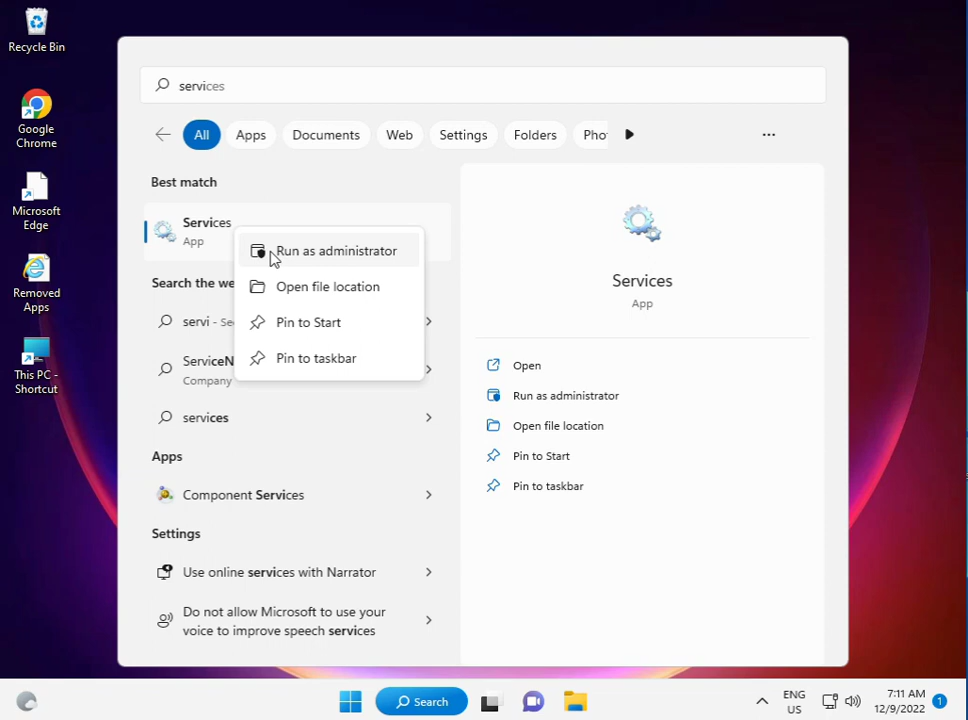 Recycle Bin
Google
Chrome
Microsoft
Edge
Removed
Apps
This PC -
Shortcut
services
All
Apps
Documents
Web
Settings
Folders
Pho
Best match
Services
App
Run as administrator
Open file location
Pin to Start
Pin to taskbar
Search the we
servi - Se
ServiceN
Company
services
Apps
Component Services
Settings
Use online services with Narrator
Do not allow Microsoft to use your
voice to improve speech services
Services
App
Open
Run as administrator
Open file location
Pin to Start
Pin to taskbar
Search
ENG
US
7:11 AM
12/9/2022
1